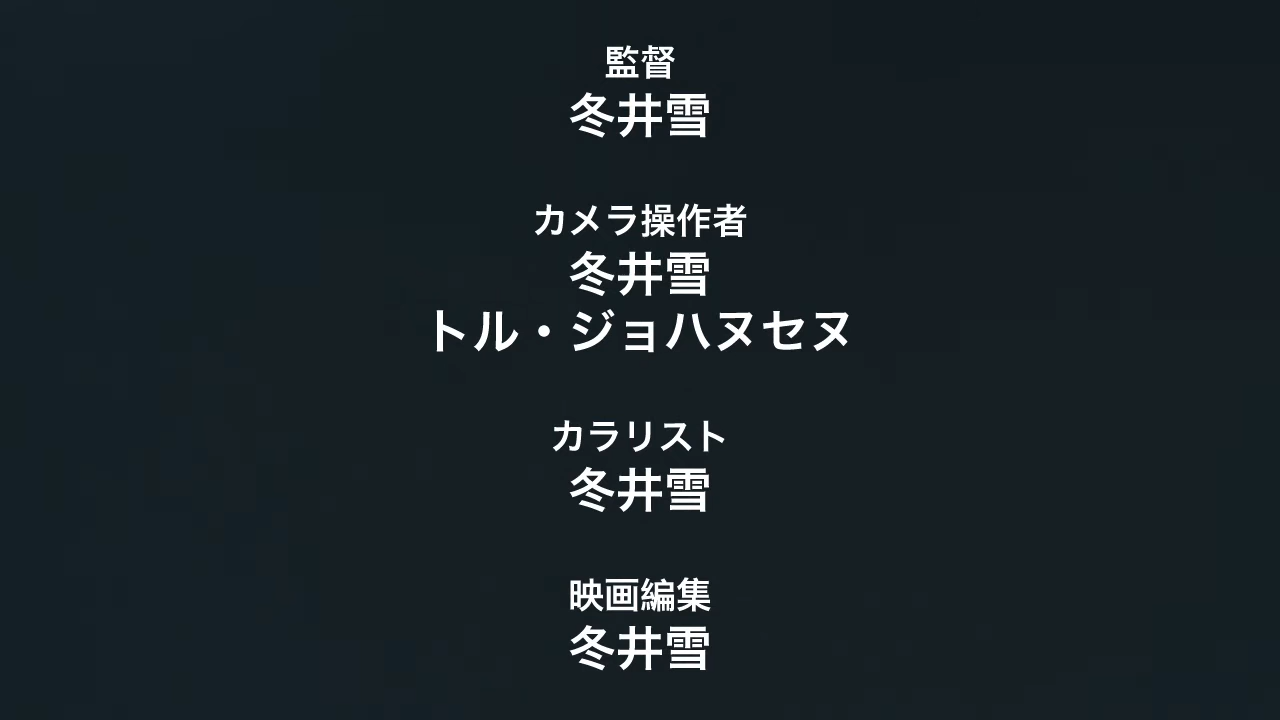 監督
冬井雪
カメラ操作者
冬井雪
トル・ジョハヌセヌ
カラリスト
冬井雪
映画編集
冬井雪